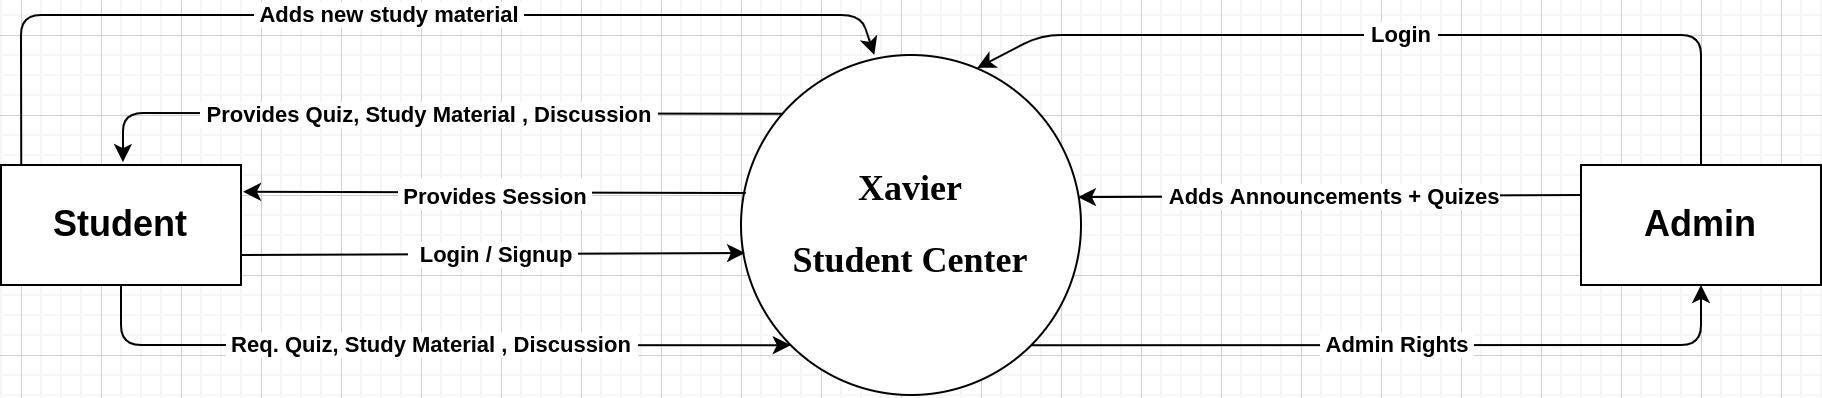 Adds new study material
Login
Provides Quiz, Study Material , Discussion
Xavier
Student Center
Provides Session
Adds Announcements + Quizes
Student
Admin
Login / Signup
Req. Quiz, Study Material , Discussion
Admin Rights